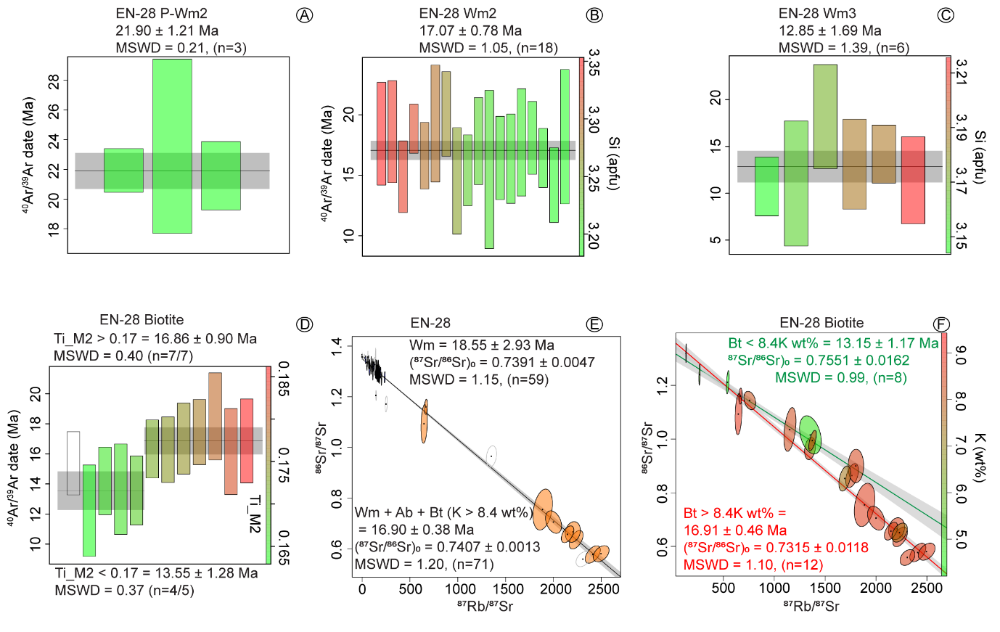 EN-28 P-Wm2
21.90 ± 1.21 Ma
MSWD = 0.21, (n=3)
A
⁴⁰Ar/³⁹Ar date (Ma)
28
26
24
22
20
18
EN-28 Wm2
17.07 ± 0.78 Ma
MSWD = 1.05, (n=18)
B
⁴⁰Ar/³⁹Ar date (Ma)
20
15
10
3.35
3.30
3.25
3.20
Si (apfu)
EN-28 Wm3
12.85 ± 1.69 Ma
MSWD = 1.39, (n=6)
C
20
15
10
5
3.21
3.19
3.17
3.15
Si (apfu)
EN-28 Biotite
D
Ti_M2 > 0.17 = 16.86 ± 0.90 Ma
MSWD = 0.40 (n=7/7)
⁴⁰Ar/³⁹Ar date (Ma)
20
18
16
14
12
10
0.185
0.175
0.165
Ti_M2
Ti_M2 < 0.17 = 13.55 ± 1.28 Ma
MSWD = 0.37 (n=4/5)
EN-28
E
Wm = 18.55 ± 2.93 Ma
(⁸⁷Sr/⁸⁶Sr)₀ = 0.7391 ± 0.0047
MSWD = 1.15, (n=59)
⁸⁶Sr/⁸⁷Sr
1.4
1.2
1.0
0.8
0.6
Wm + Ab + Bt (K > 8.4 wt%)
= 16.90 ± 0.38 Ma
(⁸⁷Sr/⁸⁶Sr)₀ = 0.7407 ± 0.0013
MSWD = 1.20, (n=71)
0 500 1000 1500 2000 2500
⁸⁷Rb/⁸⁷Sr
EN-28 Biotite
F
Bt < 8.4K wt% = 13.15 ± 1.17 Ma
⁸⁷Sr/⁸⁶Sr)₀ = 0.7551 ± 0.0162
MSWD = 0.99, (n=8)
⁸⁶Sr/⁸⁷Sr
1.2
1.0
0.8
0.6
Bt > 8.4K wt% =
16.91 ± 0.46 Ma
(⁸⁷Sr/⁸⁶Sr)₀ = 0.7315 ± 0.0118
MSWD = 1.10, (n=12)
500 1000 1500 2000 2500
⁸⁷Rb/⁸⁷Sr
9.0
8.0
7.0
6.0
5.0
K (wt%)